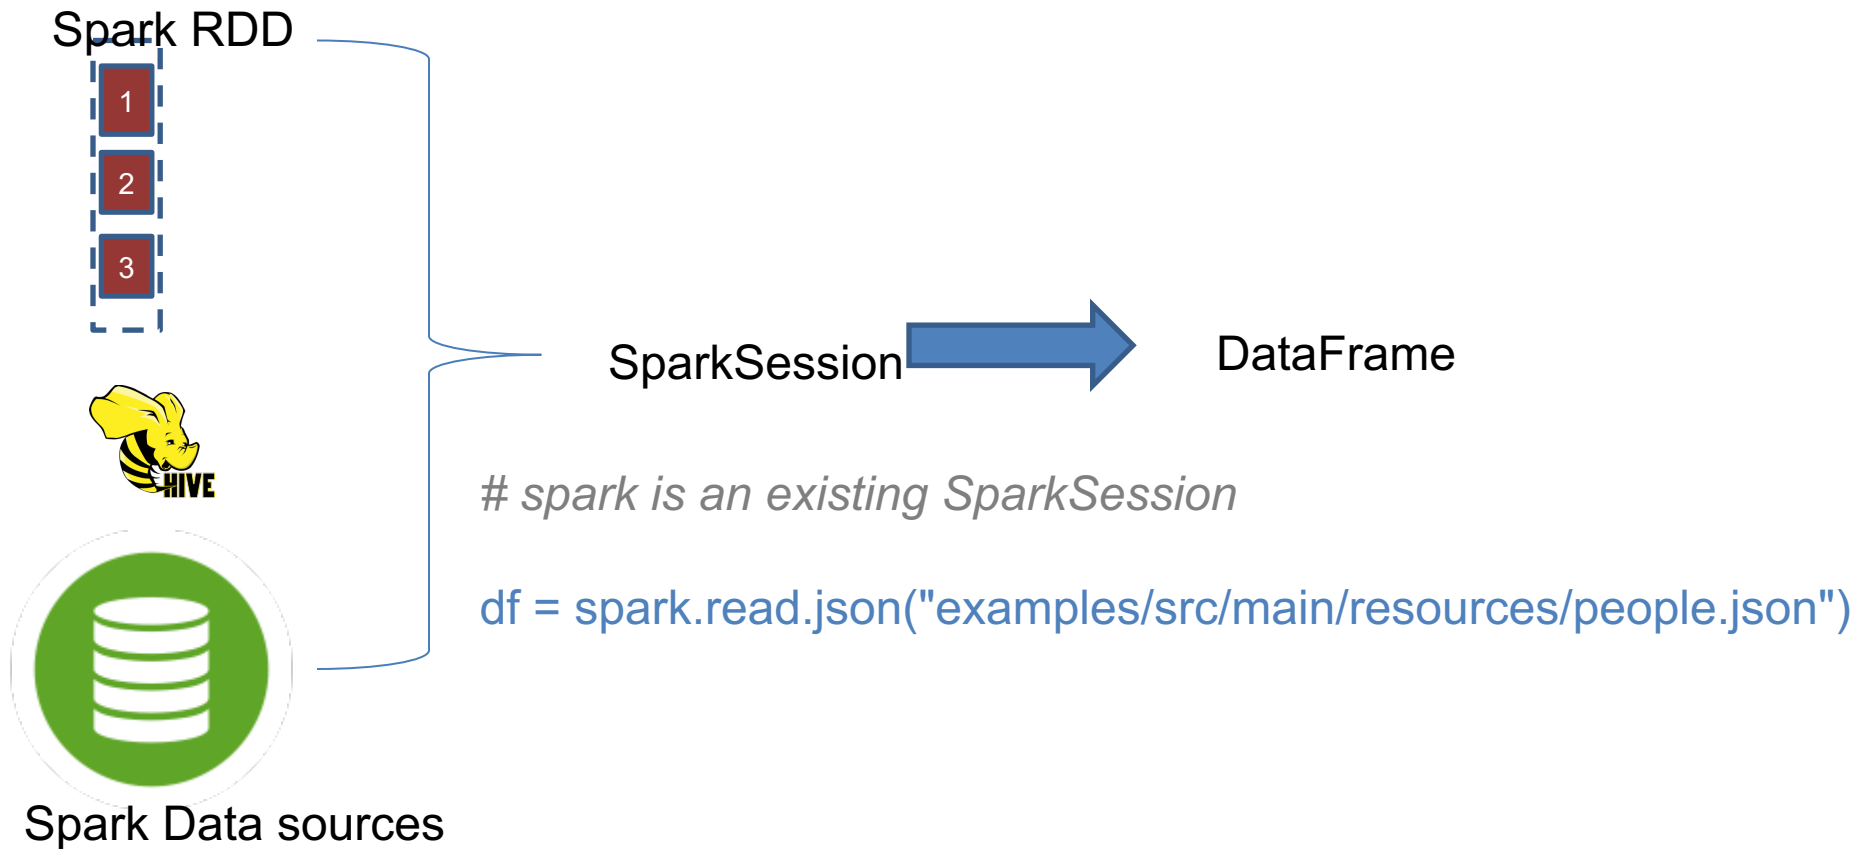 Spark RDD
1
2
3
HIVE
SparkSession
DataFrame
# spark is an existing SparkSession
df = spark.read.json("examples/src/main/resources/people.json")
Spark Data sources